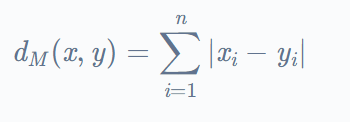 d_M(x, y) = \sum_{i=1}^{n} |x_i - y_i|